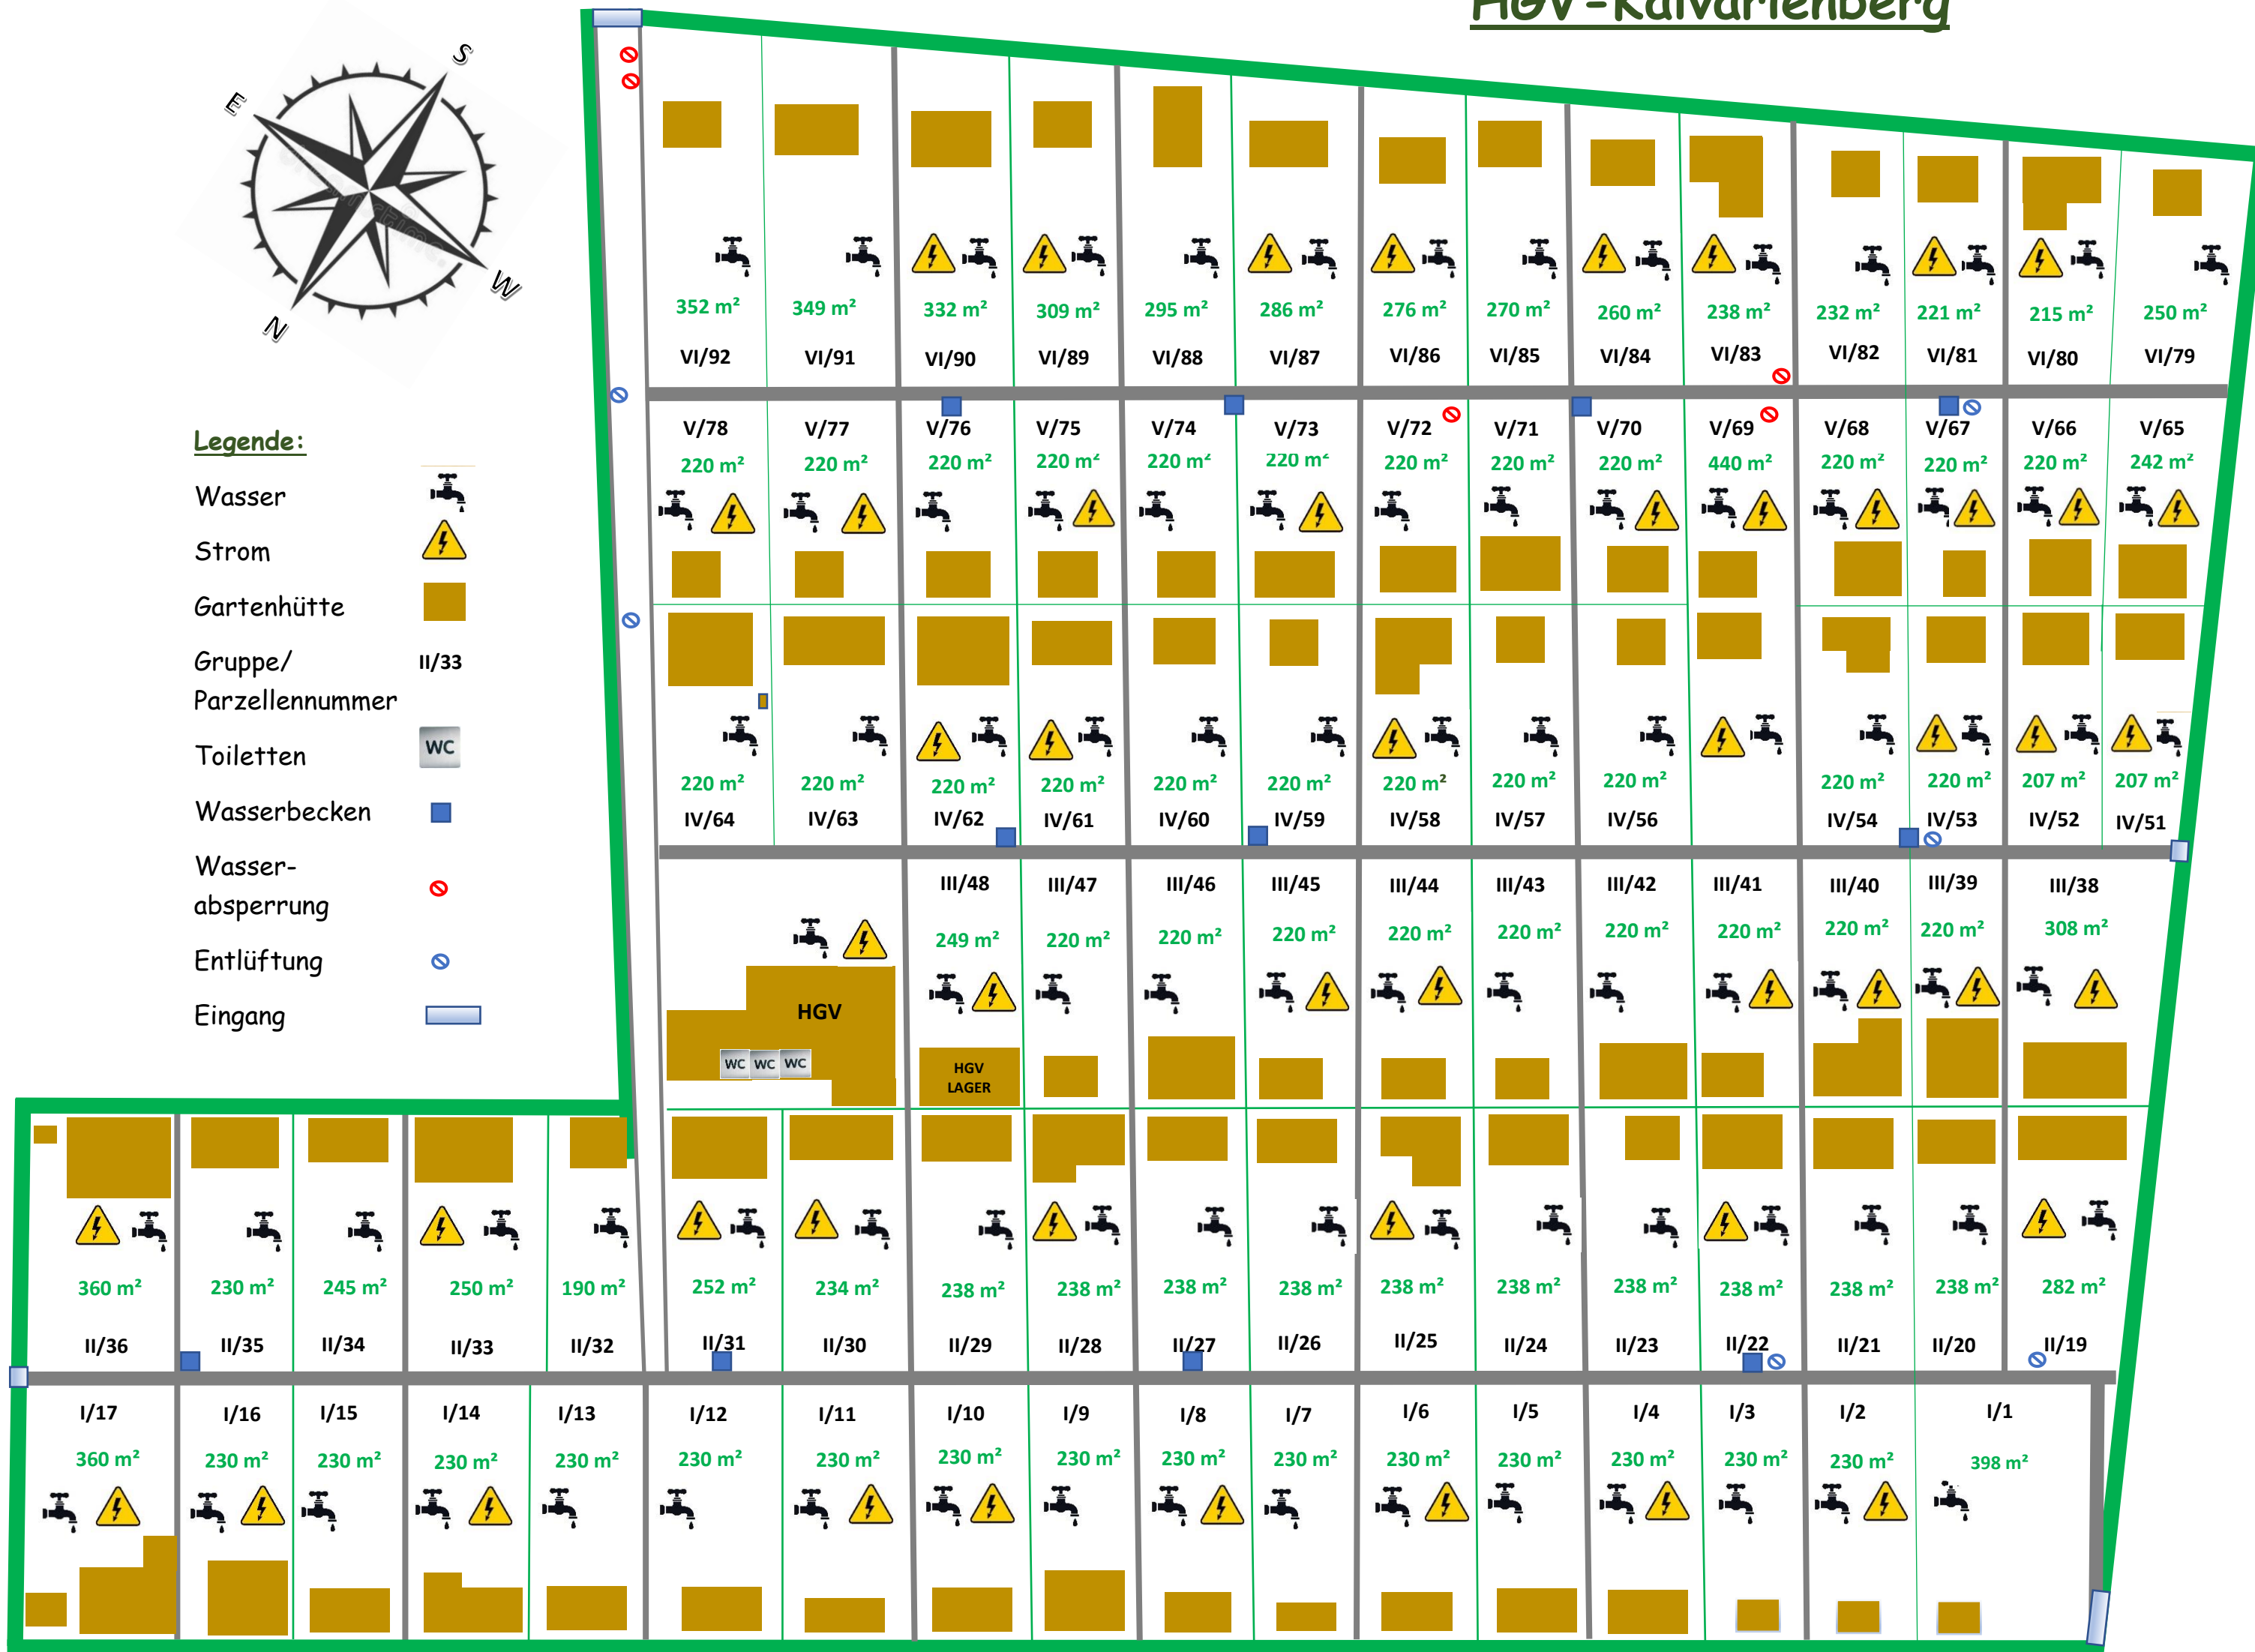 HGV-Kalvarienberg
S
E
W
N
352 m² 349 m² 332 m² 309 m² 295 m² 286 m² 276 m² 270 m² 260 m² 238 m² 232 m² 221 m² 215 m² 250 m²
VI/92 VI/91 VI/90 VI/89 VI/88 VI/87 VI/86 VI/85 VI/84 VI/83 VI/82 VI/81 VI/80 VI/79
V/78 V/77 V/76 V/75 V/74 V/73 V/72 V/71 V/70 V/69 V/68 V/67 V/66 V/65
220 m² 220 m² 220 m² 220 m² 220 m² 220 m² 220 m² 220 m² 220 m² 440 m² 220 m² 220 m² 220 m² 242 m²
Legende:
Wasser
Strom
Gartenhütte
Gruppe/ II/33
Parzellennummer
Toiletten WC
Wasserbecken
Wasser-
absperrung
Entlüftung
Eingang
220 m² 220 m² 220 m² 220 m² 220 m² 220 m² 220 m² 220 m² 220 m² 220 m² 220 m² 207 m² 207 m²
IV/64 IV/63 IV/62 IV/61 IV/60 IV/59 IV/58 IV/57 IV/56 IV/54 IV/53 IV/52 IV/51
III/48 III/47 III/46 III/45 III/44 III/43 III/42 III/41 III/40 III/39 III/38
249 m² 220 m² 220 m² 220 m² 220 m² 220 m² 220 m² 220 m² 220 m² 220 m² 308 m²
HGV
WC WC WC
HGV
LAGER
360 m² 230 m² 245 m² 250 m² 190 m² 252 m² 234 m² 238 m² 238 m² 238 m² 238 m² 238 m² 238 m² 238 m² 238 m² 238 m² 238 m² 282 m²
II/36 II/35 II/34 II/33 II/32 II/31 II/30 II/29 II/28 II/27 II/26 II/25 II/24 II/23 II/22 II/21 II/20 II/19
I/17 I/16 I/15 I/14 I/13 I/12 I/11 I/10 I/9 I/8 I/7 I/6 I/5 I/4 I/3 I/2 I/1
360 m² 230 m² 230 m² 230 m² 230 m² 230 m² 230 m² 230 m² 230 m² 230 m² 230 m² 230 m² 230 m² 230 m² 230 m² 230 m² 398 m²